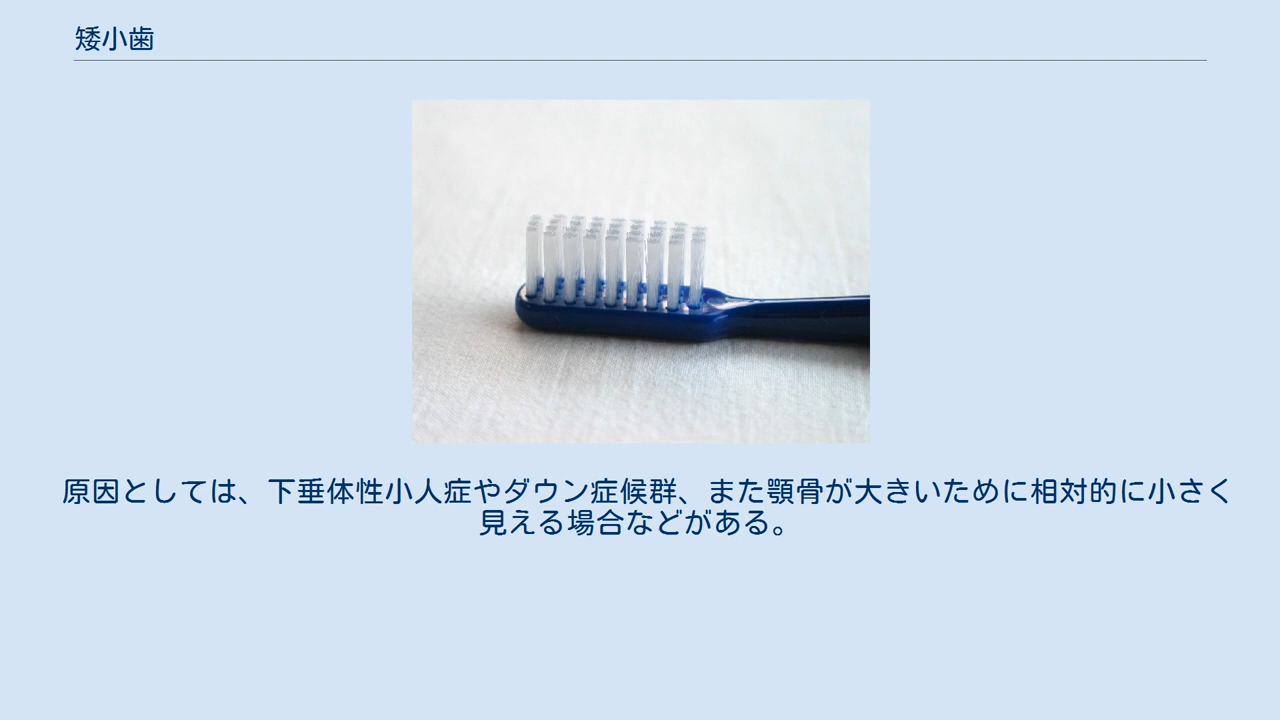 矮小歯
原因としては、下垂体性小人症やダウン症候群、また顎骨が大きいために相対的に小さく
見える場合などがある。